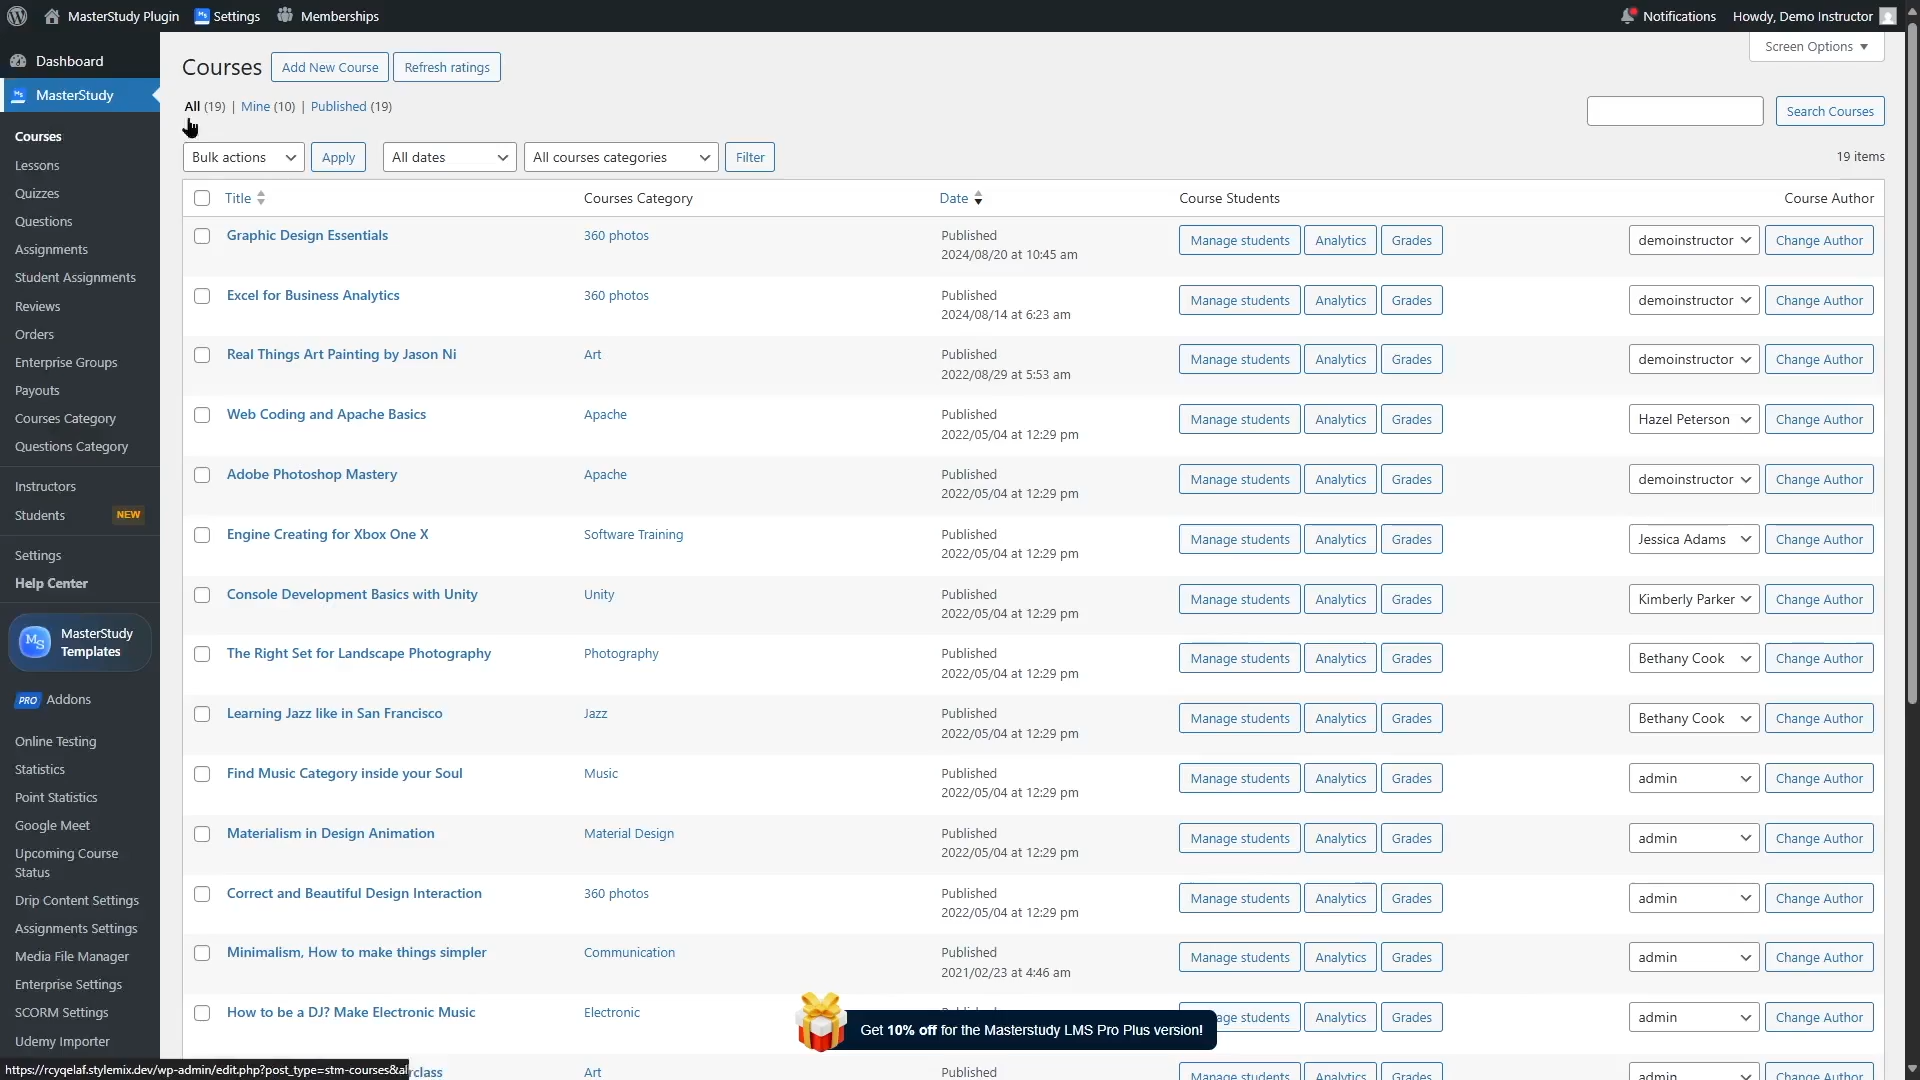 MasterStudy Plugin
Settings
Memberships
Notifications
Howdy, Demo Instructor
Dashboard
MasterStudy
Courses
Lessons
Quizzes
Questions
Assignments
Student Assignments
Reviews
Orders
Enterprise Groups
Payouts
Courses Category
Questions Category
Instructors
Students NEW
Settings
Help Center
MS MasterStudy
Templates
PRO Addons
Online Testing
Statistics
Point Statistics
Google Meet
Upcoming Course
Status
Drip Content Settings
Assignments Settings
Media File Manager
Enterprise Settings
SCORM Settings
Udemy Importer
Screen Options
Courses Add New Course Refresh ratings
All (19) | Mine (10) | Published (19)
Search Courses
Bulk actions Apply All dates All courses categories Filter 19 items
Title Courses Category Date Course Students Course Author
Graphic Design Essentials 360 photos Published Manage students Analytics Grades demoinstructor Change Author
2024/08/20 at 10:45 am
Excel for Business Analytics 360 photos Published Manage students Analytics Grades demoinstructor Change Author
2024/08/14 at 6:23 am
Real Things Art Painting by Jason Ni Art Published Manage students Analytics Grades demoinstructor Change Author
2022/08/29 at 5:53 am
Web Coding and Apache Basics Apache Published Manage students Analytics Grades Hazel Peterson Change Author
2022/05/04 at 12:29 pm
Adobe Photoshop Mastery Apache Published Manage students Analytics Grades demoinstructor Change Author
2022/05/04 at 12:29 pm
Engine Creating for Xbox One X Software Training Published Manage students Analytics Grades Jessica Adams Change Author
2022/05/04 at 12:29 pm
Console Development Basics with Unity Unity Published Manage students Analytics Grades Kimberly Parker Change Author
2022/05/04 at 12:29 pm
The Right Set for Landscape Photography Photography Published Manage students Analytics Grades Bethany Cook Change Author
2022/05/04 at 12:29 pm
Learning Jazz like in San Francisco Jazz Published Manage students Analytics Grades Bethany Cook Change Author
2022/05/04 at 12:29 pm
Find Music Category inside your Soul Music Published Manage students Analytics Grades admin Change Author
2022/05/04 at 12:29 pm
Materialism in Design Animation Material Design Published Manage students Analytics Grades admin Change Author
2022/05/04 at 12:29 pm
Correct and Beautiful Design Interaction 360 photos Published Manage students Analytics Grades admin Change Author
2022/05/04 at 12:29 pm
Minimalism, How to make things simpler Communication Published Manage students Analytics Grades admin Change Author
2021/02/23 at 4:46 am
How to be a DJ? Make Electronic Music Electronic ge students Analytics Grades admin Change Author
Get 10% off for the Masterstudy LMS Pro Plus version!
rclass Art Published Manage students Analytics Grades admin Change Author
https://rcyqelaf.stylemix.dev/wp-admin/edit.php?post_type=stm-courses&al